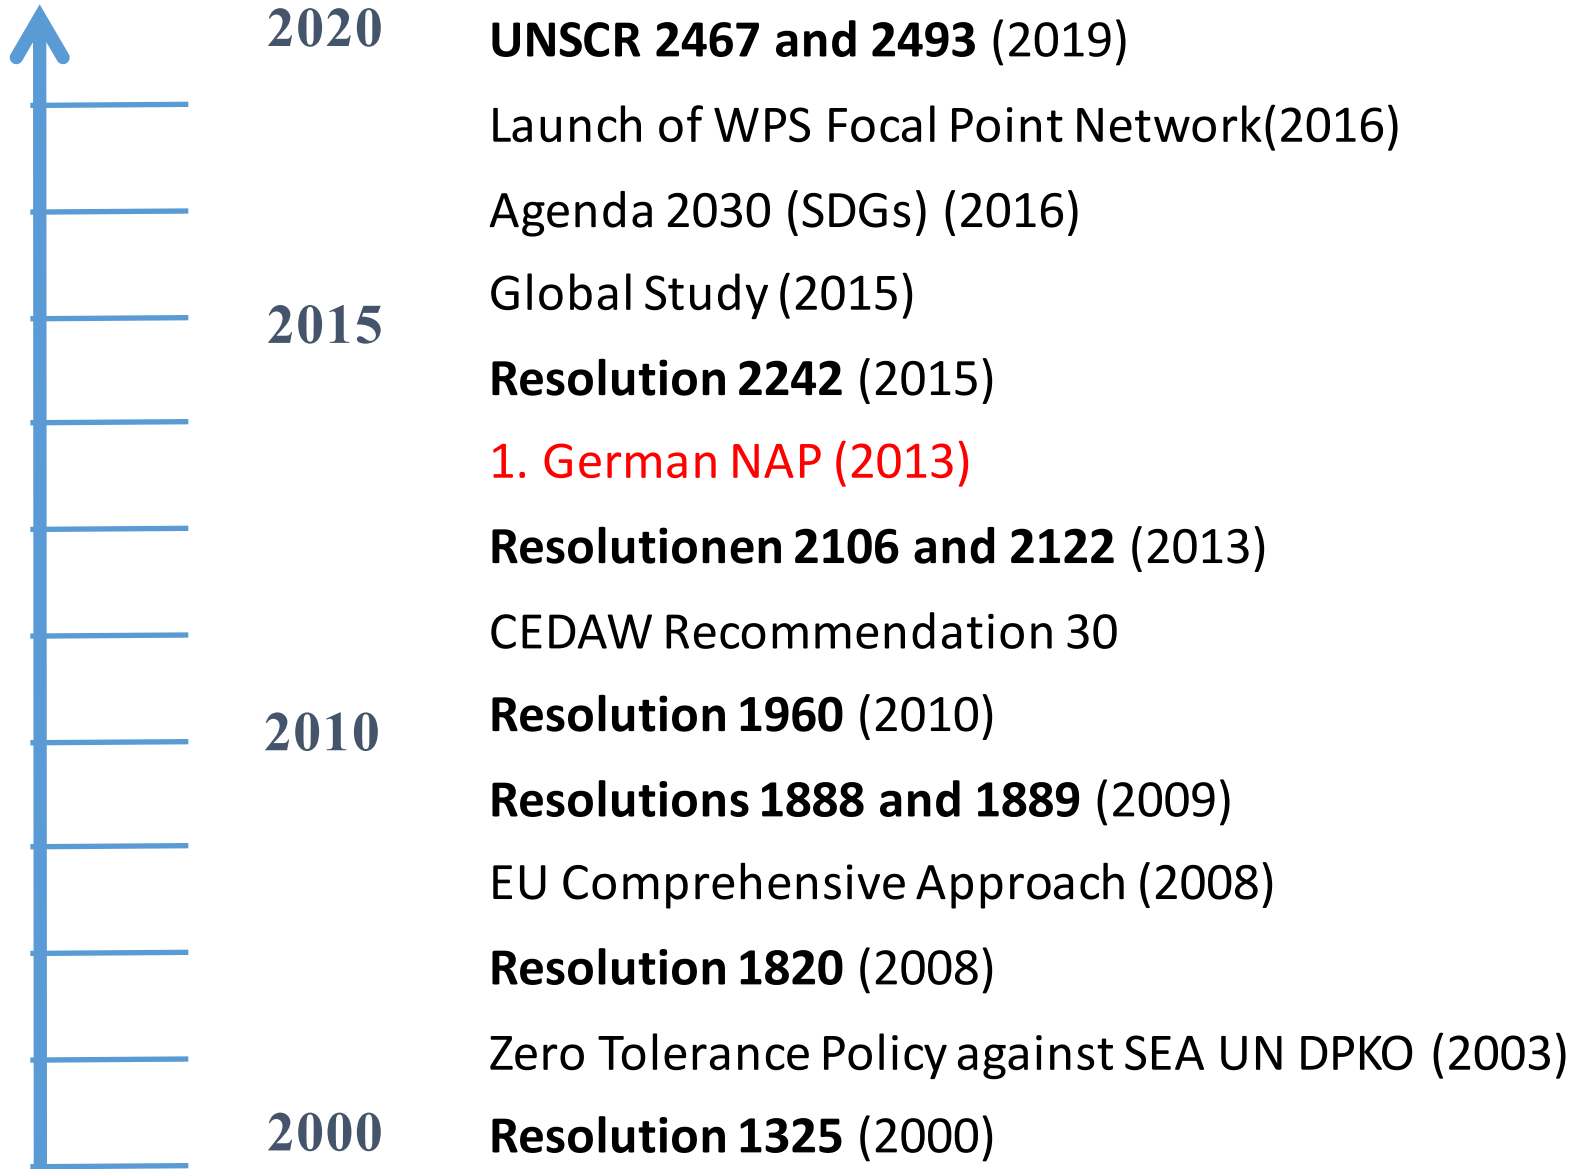 2020
UNSCR 2467 and 2493 (2019)
Launch of WPS Focal Point Network(2016)
Agenda 2030 (SDGs) (2016)
Global Study (2015)
2015
Resolution 2242 (2015)
1. German NAP (2013)
Resolutionen 2106 and 2122 (2013)
CEDAW Recommendation 30
Resolution 1960 (2010)
2010
Resolutions 1888 and 1889 (2009)
EU Comprehensive Approach (2008)
Resolution 1820 (2008)
Zero Tolerance Policy against SEA UN DPKO (2003)
2000
Resolution 1325 (2000)